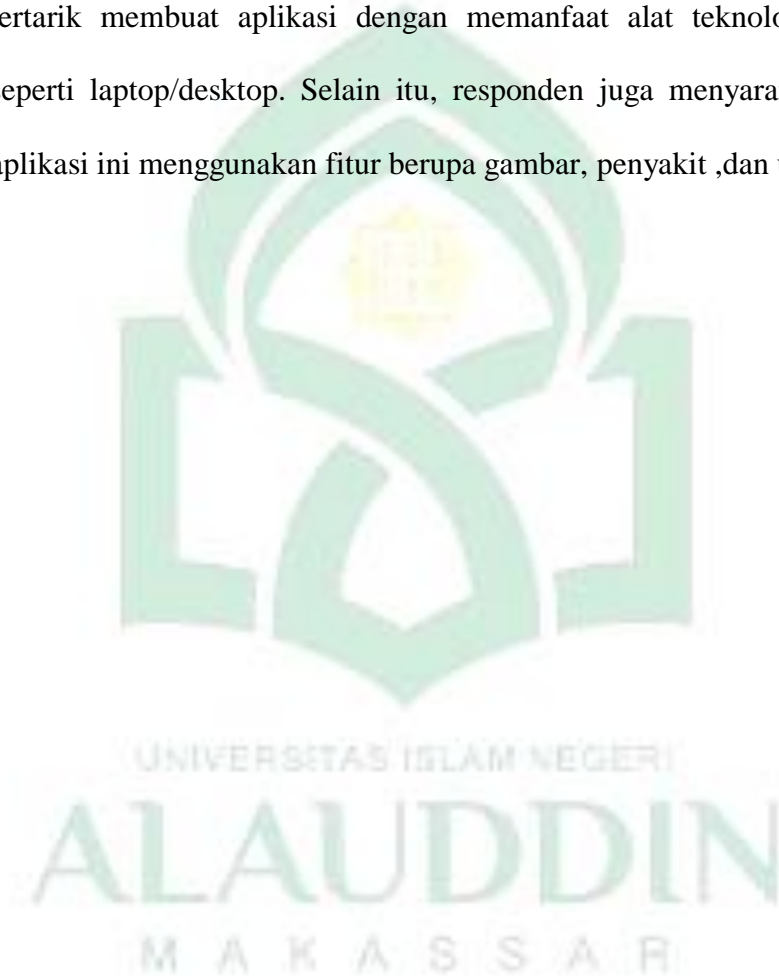 ertarik membuat aplikasi dengan memanfaat alat teknolo
seperti laptop/desktop. Selain itu, responden juga menyara
aplikasi ini menggunakan fitur berupa gambar, penyakit ,dan
UNIVERSITAS ISLAM NEGERI
ALAUDDIN
M A K A S S A R